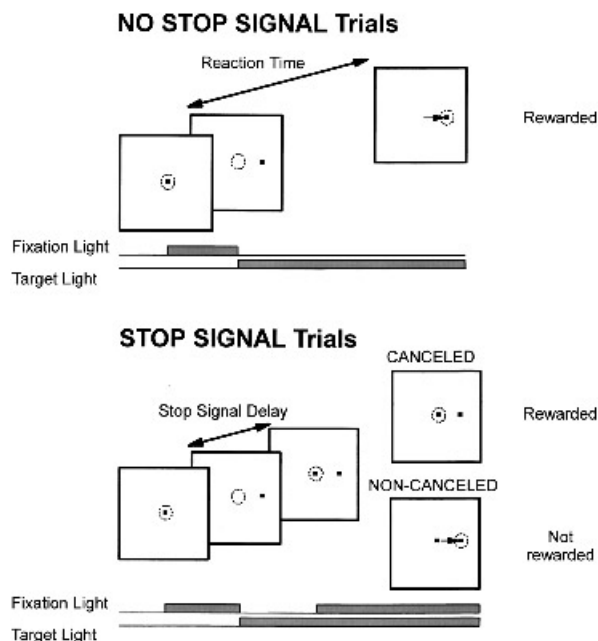 NO STOP SIGNAL Trials
Reaction Time
Rewarded
Fixation Light
Target Light
STOP SIGNAL Trials
CANCELED
Stop Signal Delay
Rewarded
NON-CANCELED
Not
rewarded
Fixation Light
Target Light